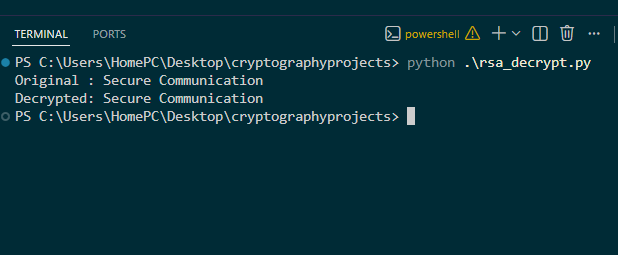 TERMINAL PORTS powershell
PS C:\Users\HomePC\Desktop\cryptographyprojects> python .\rsa_decrypt.py
Original : Secure Communication
Decrypted: Secure Communication
PS C:\Users\HomePC\Desktop\cryptographyprojects>